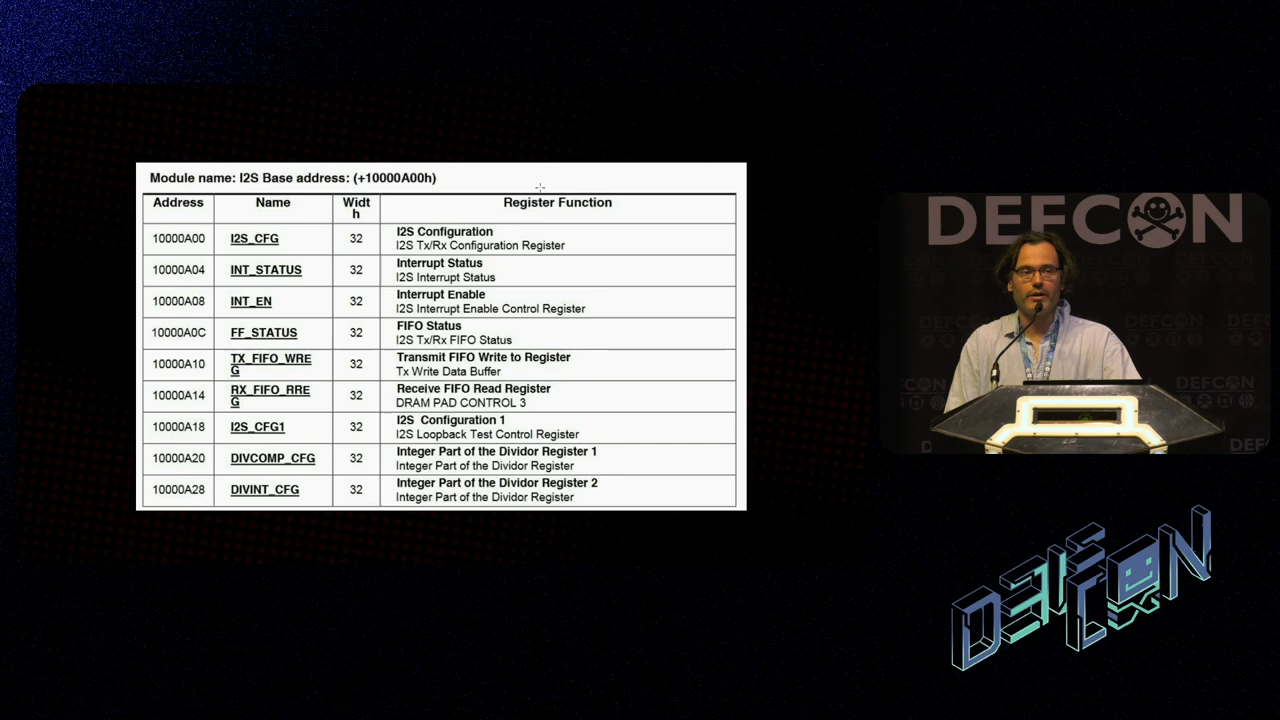 Module name: I2S Base address: (+10000A00h)
Address Name Widt
h Register Function
10000A00 I2S_CFG 32 I2S Configuration
I2S Tx/Rx Configuration Register
10000A04 INT_STATUS 32 Interrupt Status
I2S Interrupt Status
10000A08 INT_EN 32 Interrupt Enable
I2S Interrupt Enable Control Register
10000A0C FF_STATUS 32 FIFO Status
I2S Tx/Rx FIFO Status
10000A10 TX_FIFO_WRE
G 32 Transmit FIFO Write to Register
Tx Write Data Buffer
10000A14 RX_FIFO_RRE
G 32 Receive FIFO Read Register
DRAM PAD CONTROL 3
10000A18 I2S_CFG1 32 I2S Configuration 1
I2S Loopback Test Control Register
10000A20 DIVCOMP_CFG 32 Integer Part of the Dividor Register 1
Integer Part of the Dividor Register
10000A28 DIVINT_CFG 32 Integer Part of the Dividor Register 2
Integer Part of the Dividor Register
DEFCON
DEFCON
DEF